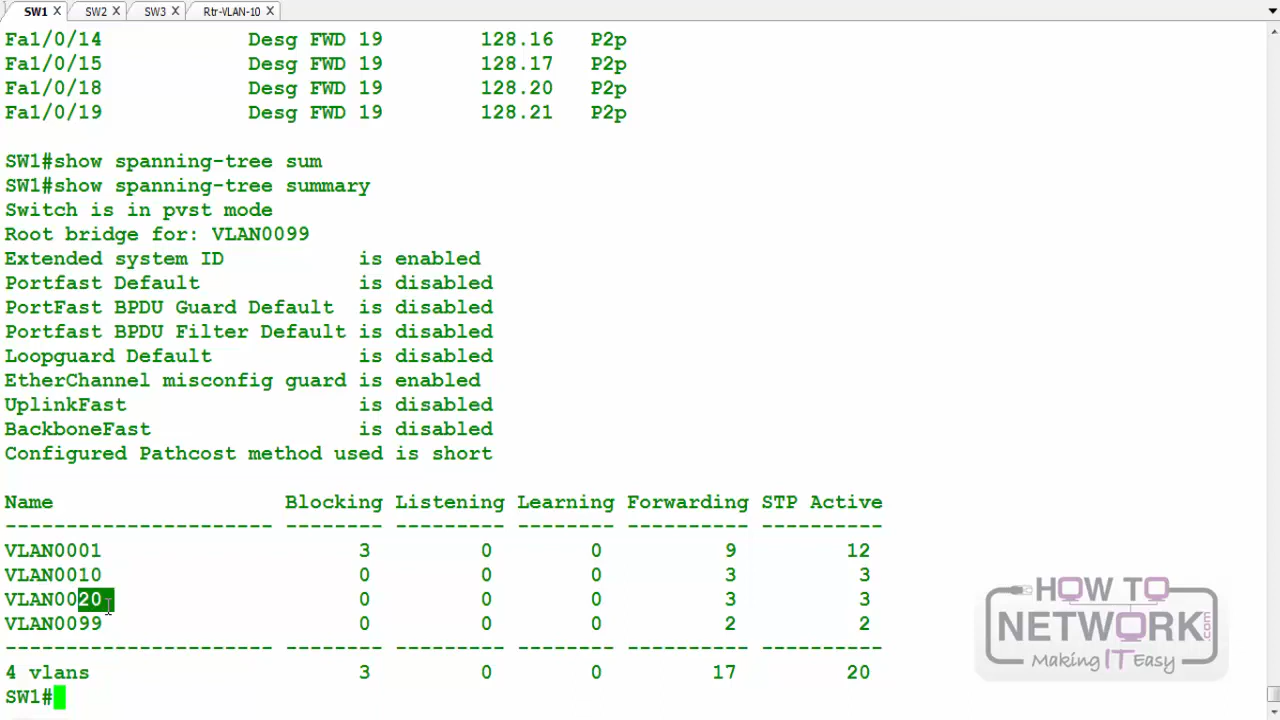 SW1 X SW2 X SW3 X Rtr-VLAN-10 X
Fa1/0/14 Desg FWD 19 128.16 P2p
Fa1/0/15 Desg FWD 19 128.17 P2p
Fa1/0/18 Desg FWD 19 128.20 P2p
Fa1/0/19 Desg FWD 19 128.21 P2p
SW1#show spanning-tree sum
SW1#show spanning-tree summary
Switch is in pvst mode
Root bridge for: VLAN0099
Extended system ID is enabled
Portfast Default is disabled
PortFast BPDU Guard Default is disabled
Portfast BPDU Filter Default is disabled
Loopguard Default is disabled
EtherChannel misconfig guard is enabled
UplinkFast is disabled
BackboneFast is disabled
Configured Pathcost method used is short
Name Blocking Listening Learning Forwarding STP Active
---------------------- -------- --------- -------- ---------- ----------
VLAN0001 3 0 0 9 12
VLAN0010 0 0 0 3 3
VLAN0020 0 0 0 3 3
VLAN0099 0 0 0 2 2
---------------------- -------- --------- -------- ---------- ----------
4 vlans 3 0 0 17 20
SW1#
HOW TO
NETWORK.com
Making IT Easy